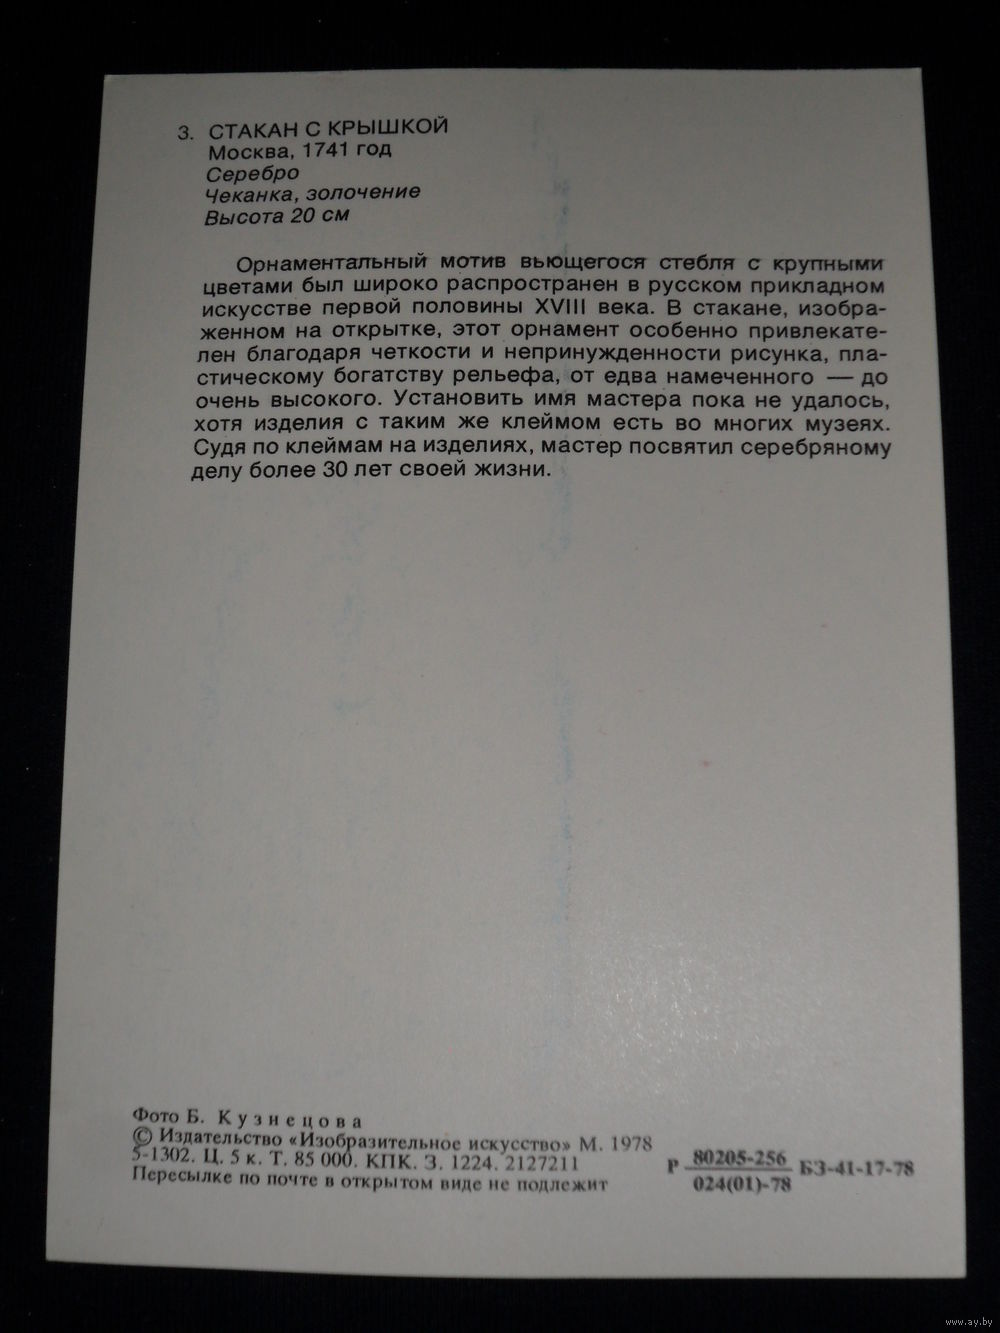 3. СТАКАН С КРЫШКОЙ
Москва, 1741 год
Серебро
Чеканка, золочение
Высота 20 см
Орнаментальный мотив вьющегося стебля с крупными
цветами был широко распространен в русском прикладном
искусстве первой половины XVIII века. В стакане, изобра-
женном на открытке, этот орнамент особенно привлекате-
лен благодаря четкости и непринужденности рисунка, пла-
стическому богатству рельефа, от едва намеченного — до
очень высокого. Установить имя мастера пока не удалось,
хотя изделия с таким же клеймом есть во многих музеях.
Судя по клеймам на изделиях, мастер посвятил серебряному
делу более 30 лет своей жизни.
Фото Б. Кузнецова
© Издательство «Изобразительное искусство» М. 1978
5-1302. Ц. 5 к. Т. 85 000. КПК. З. 1224. 2127211
Пересылке по почте в открытом виде не подлежит
Р 80205-256 БЗ-41-17-78
024(01)-78
www.ay.by